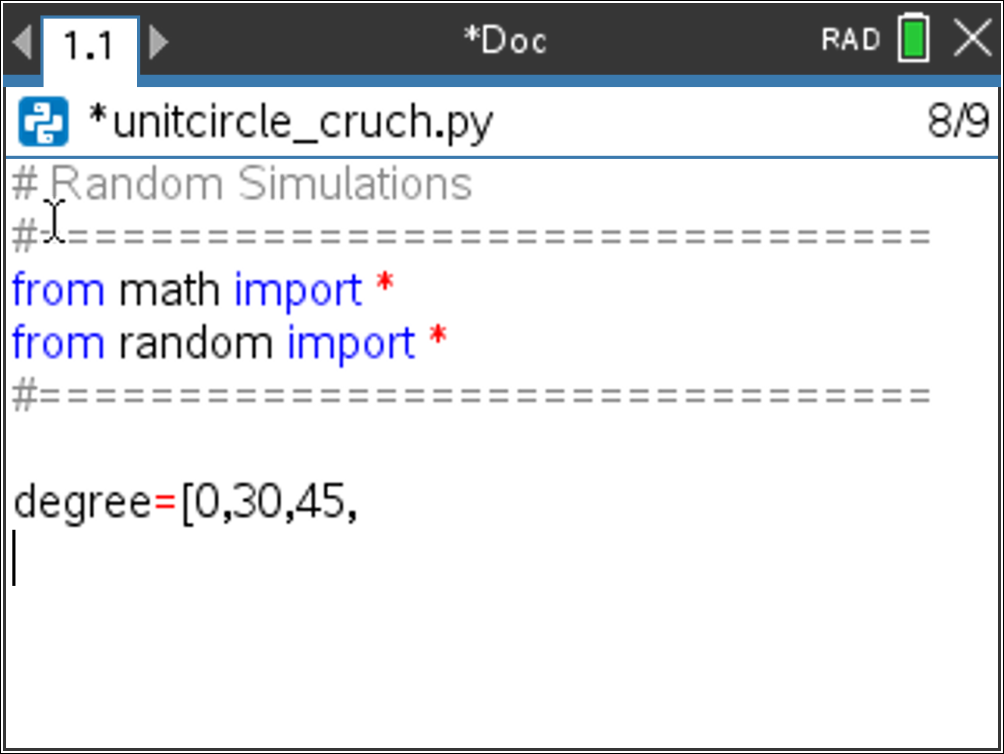 1.1 *Doc RAD
*unitcircle_cruch.py 8/9
# Random Simulations
#================================
from math import *
from random import *
#================================
degree=[0,30,45,